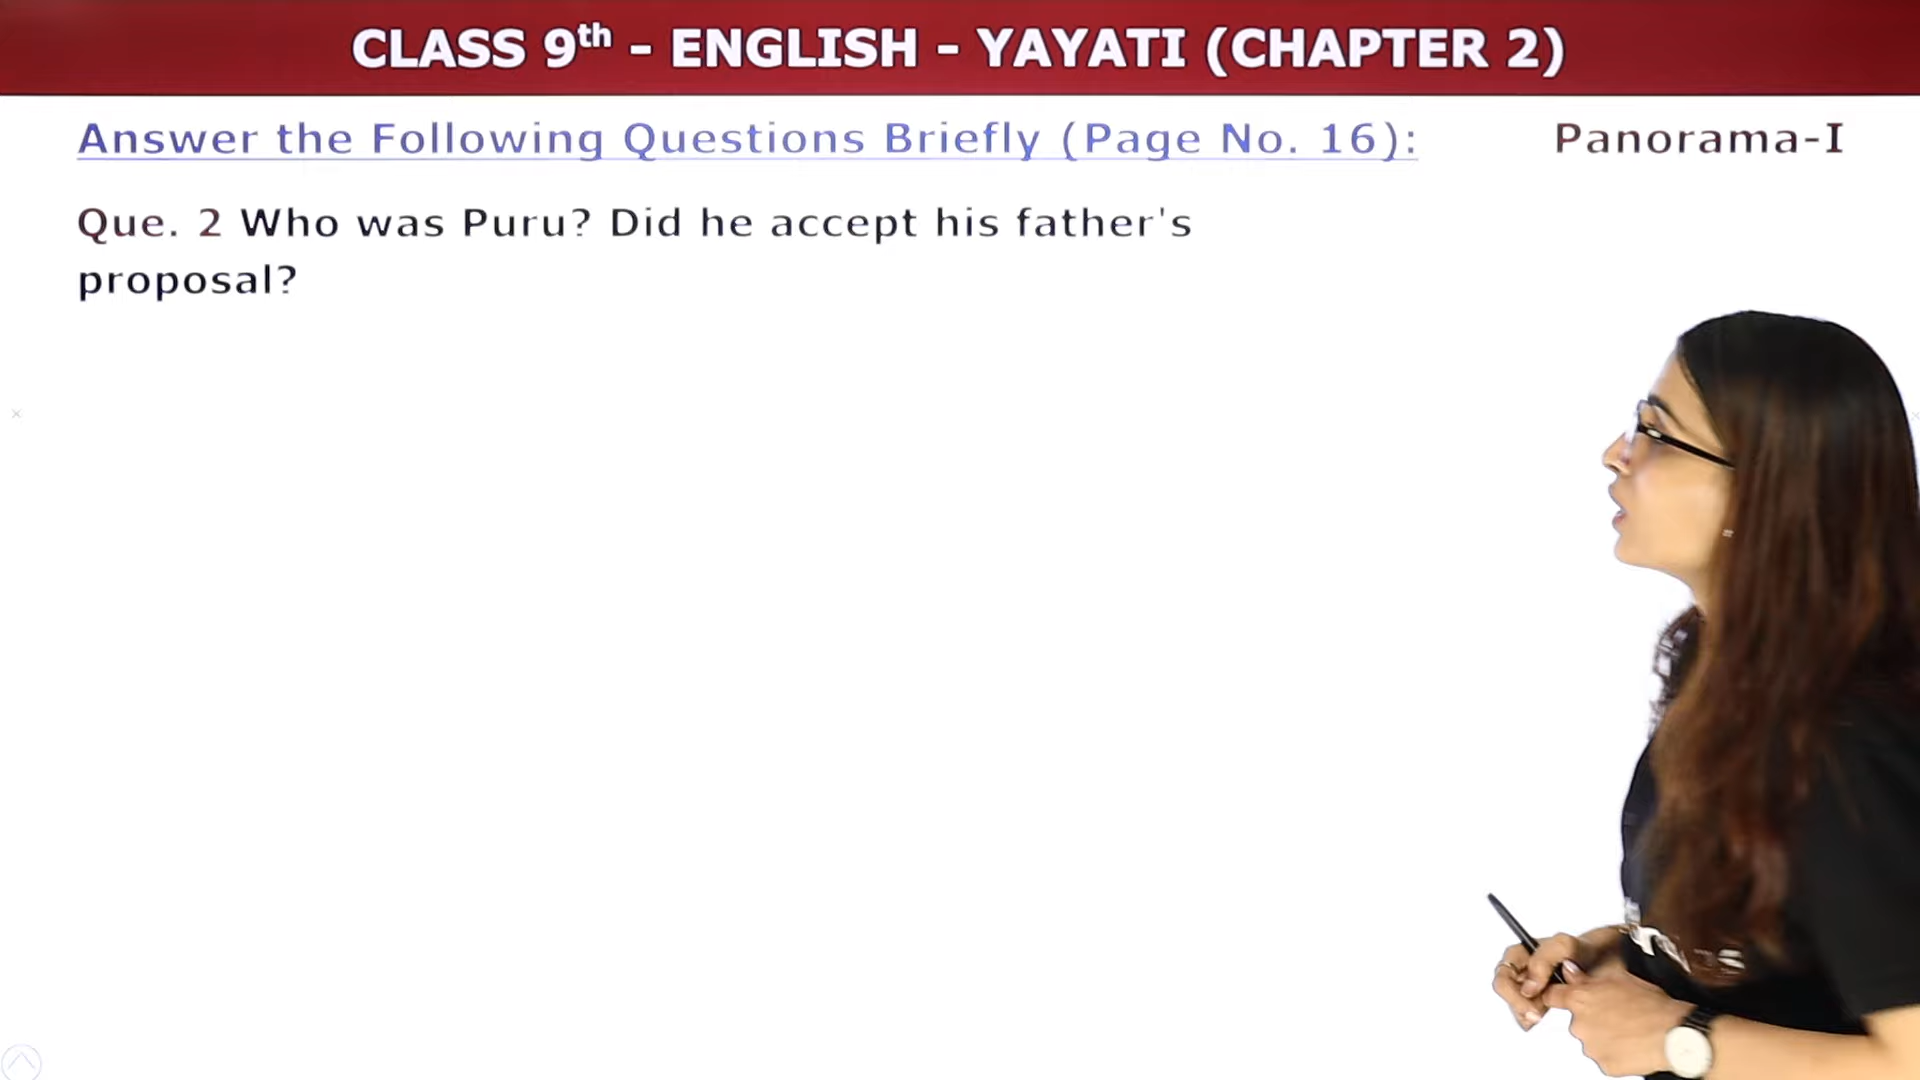 CLASS 9th - ENGLISH - YAYATI (CHAPTER 2)
Answer the Following Questions Briefly (Page No. 16): Panorama-I
Que. 2 Who was Puru? Did he accept his father's
proposal?